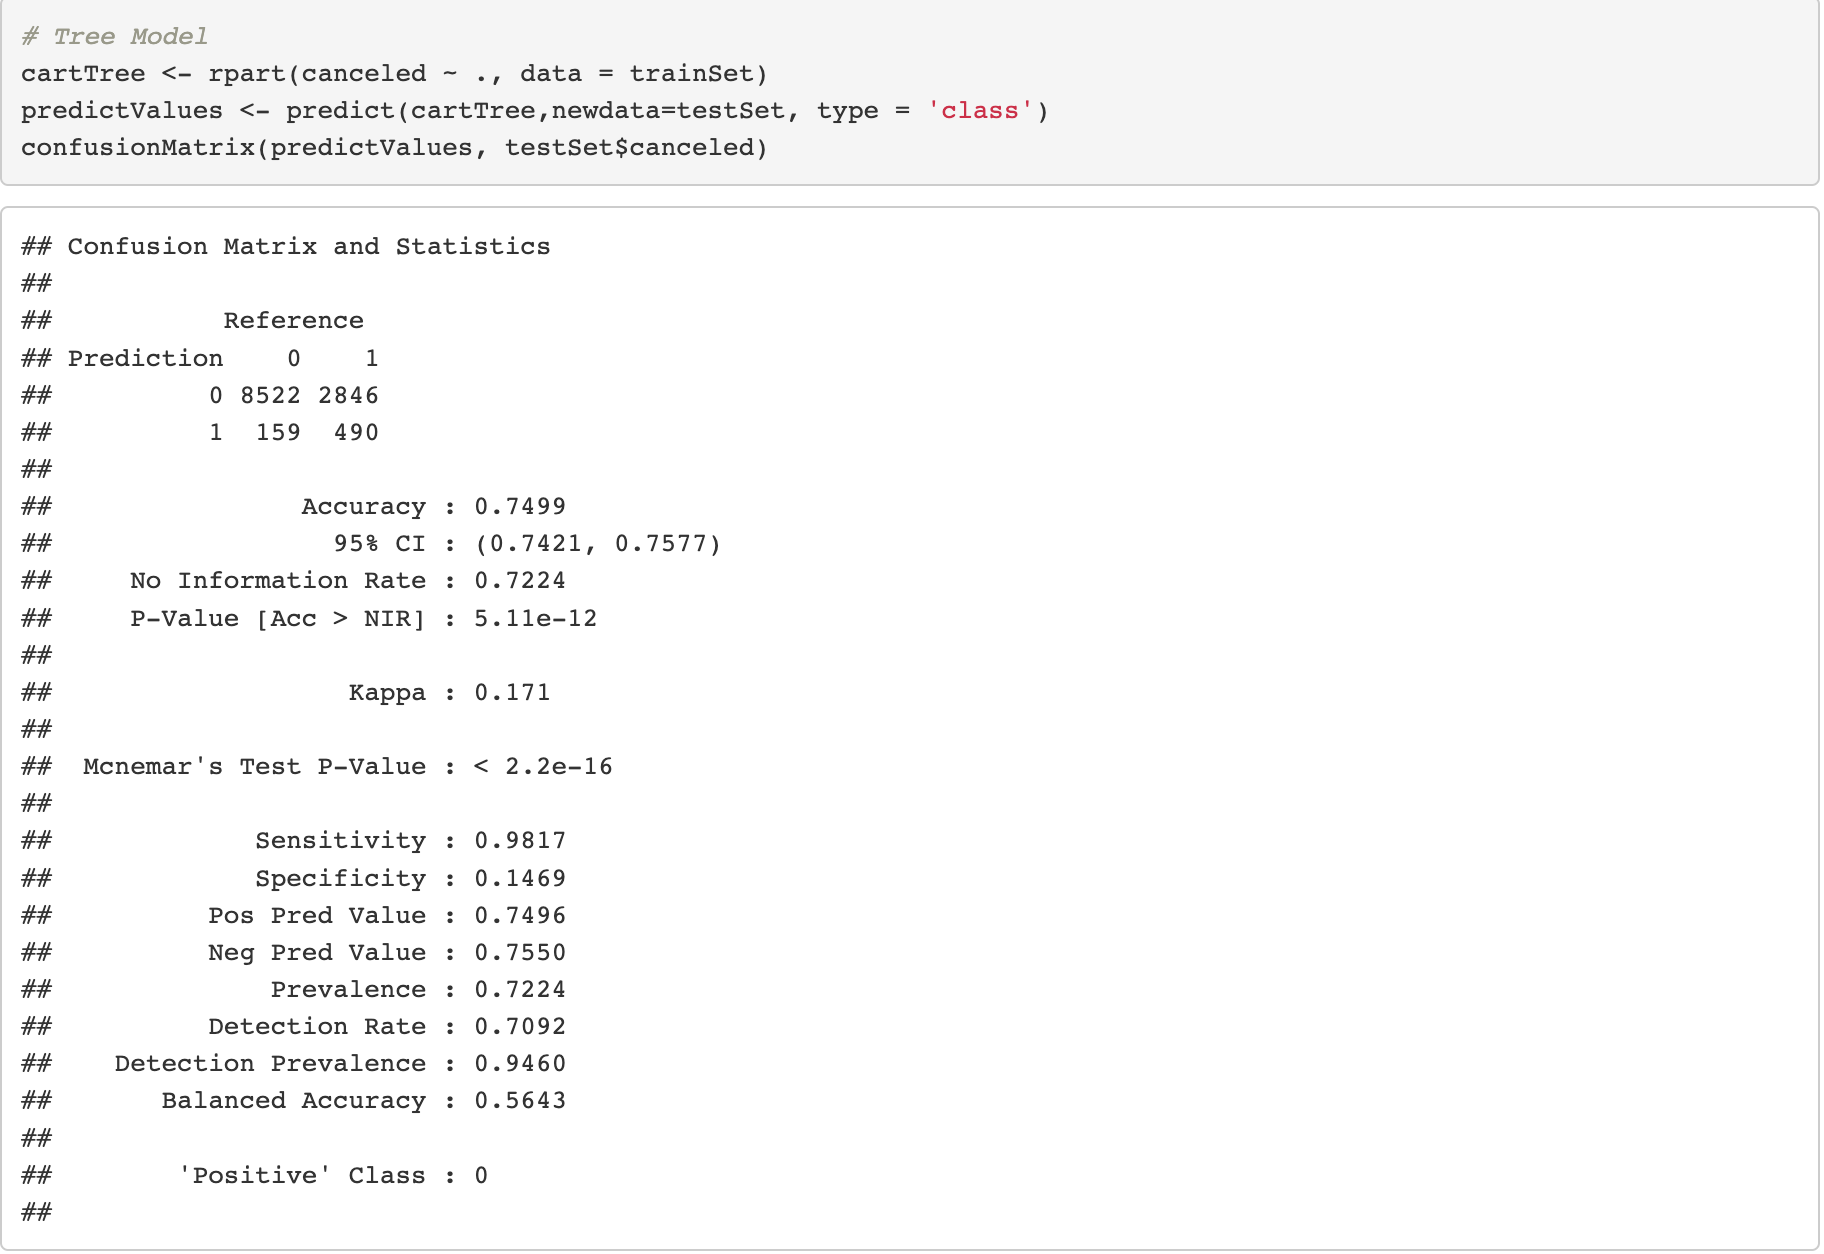 # Tree Model
cartTree <- rpart(canceled ~ ., data = trainSet)
predictValues <- predict(cartTree,newdata=testSet, type = 'class')
confusionMatrix(predictValues, testSet$canceled)
## Confusion Matrix and Statistics
##
##           Reference
## Prediction    0    1
##          0 8522 2846
##          1  159  490
##
##                Accuracy : 0.7499
##                  95% CI : (0.7421, 0.7577)
##     No Information Rate : 0.7224
##     P-Value [Acc > NIR] : 5.11e-12
##
##                   Kappa : 0.171
##
##  Mcnemar's Test P-Value : < 2.2e-16
##
##             Sensitivity : 0.9817
##             Specificity : 0.1469
##          Pos Pred Value : 0.7496
##          Neg Pred Value : 0.7550
##              Prevalence : 0.7224
##          Detection Rate : 0.7092
##    Detection Prevalence : 0.9460
##       Balanced Accuracy : 0.5643
##
##        'Positive' Class : 0
##